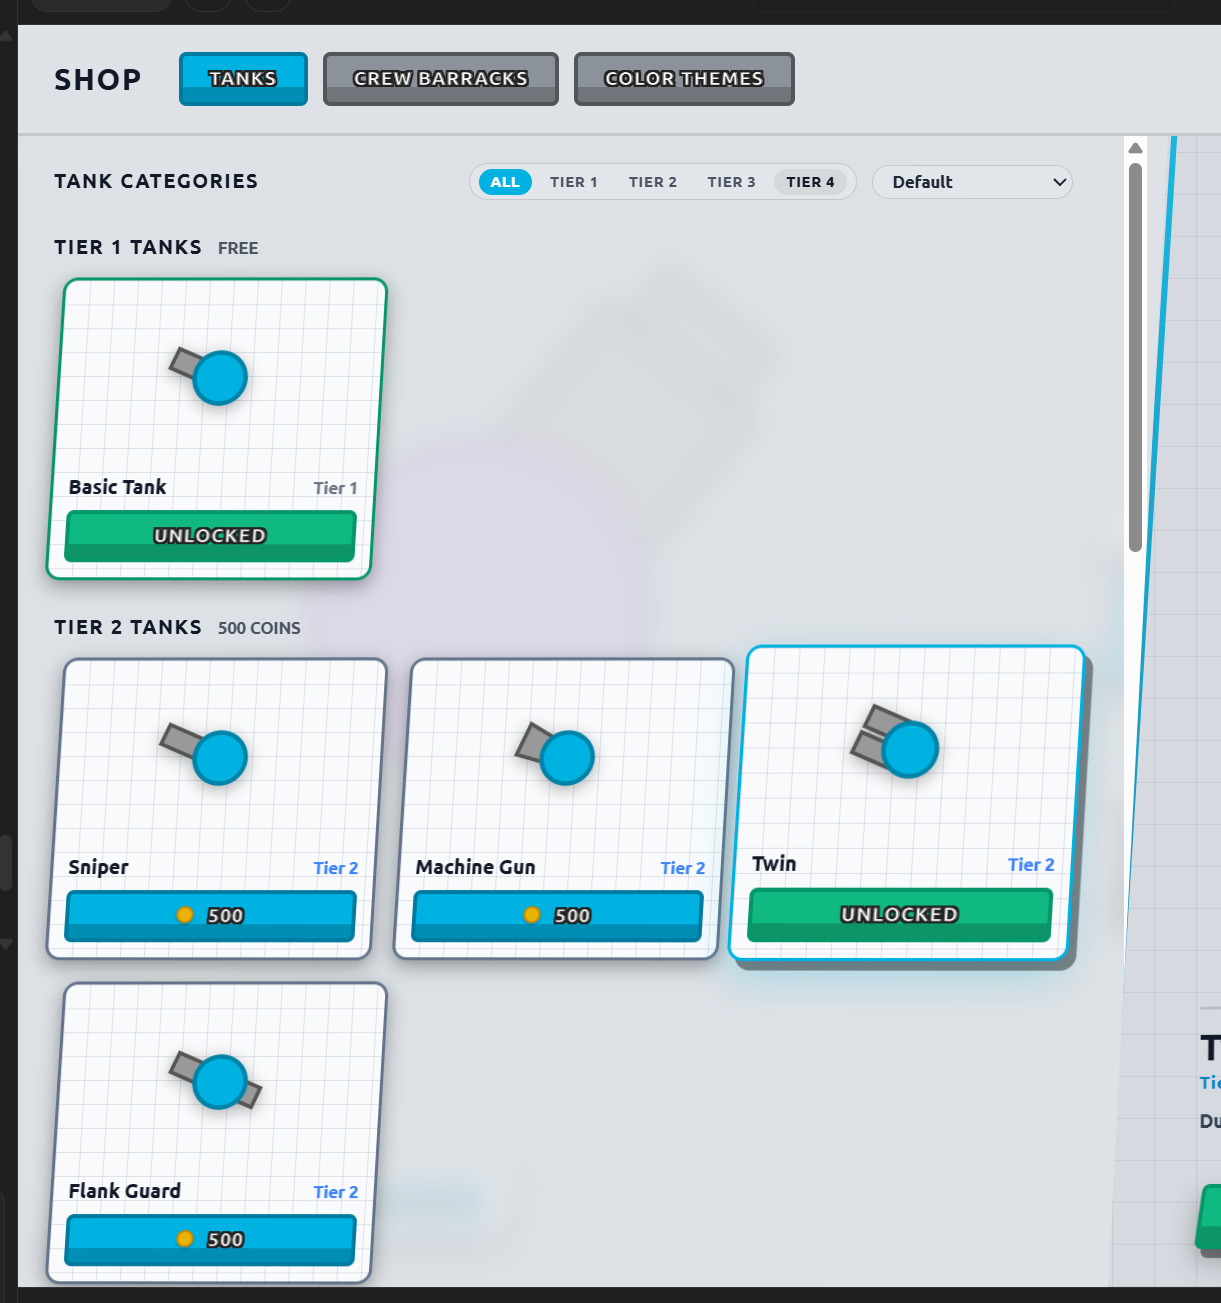 SHOP TANKS CREW BARRACKS COLOR THEMES
TANK CATEGORIES ALL TIER 1 TIER 2 TIER 3 TIER 4 Default
TIER 1 TANKS FREE
Basic Tank Tier 1
UNLOCKED
TIER 2 TANKS 500 COINS
Sniper Tier 2
500
Machine Gun Tier 2
500
Twin Tier 2
UNLOCKED
Flank Guard Tier 2
500